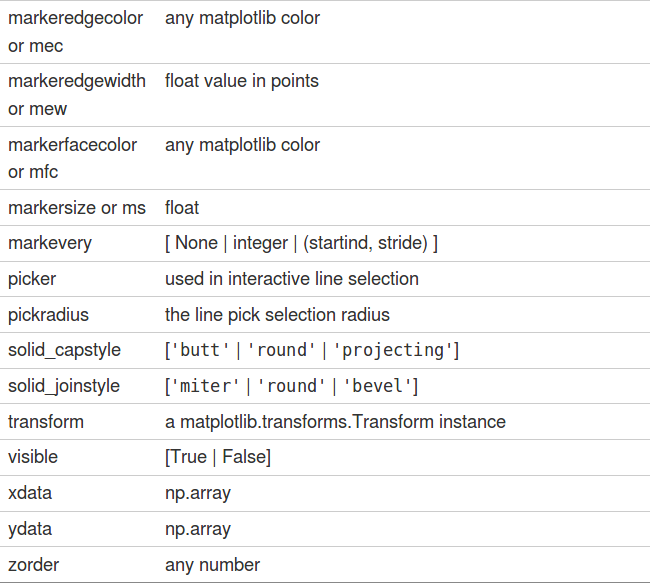 markeredgecolor any matplotlib color
or mec
markeredgewidth float value in points
or mew
markerfacecolor any matplotlib color
or mfc
markersize or ms float
markevery [ None | integer | (startind, stride) ]
picker used in interactive line selection
pickradius the line pick selection radius
solid_capstyle ['butt' | 'round' | 'projecting']
solid_joinstyle ['miter' | 'round' | 'bevel']
transform a matplotlib.transforms.Transform instance
visible [True | False]
xdata np.array
ydata np.array
zorder any number